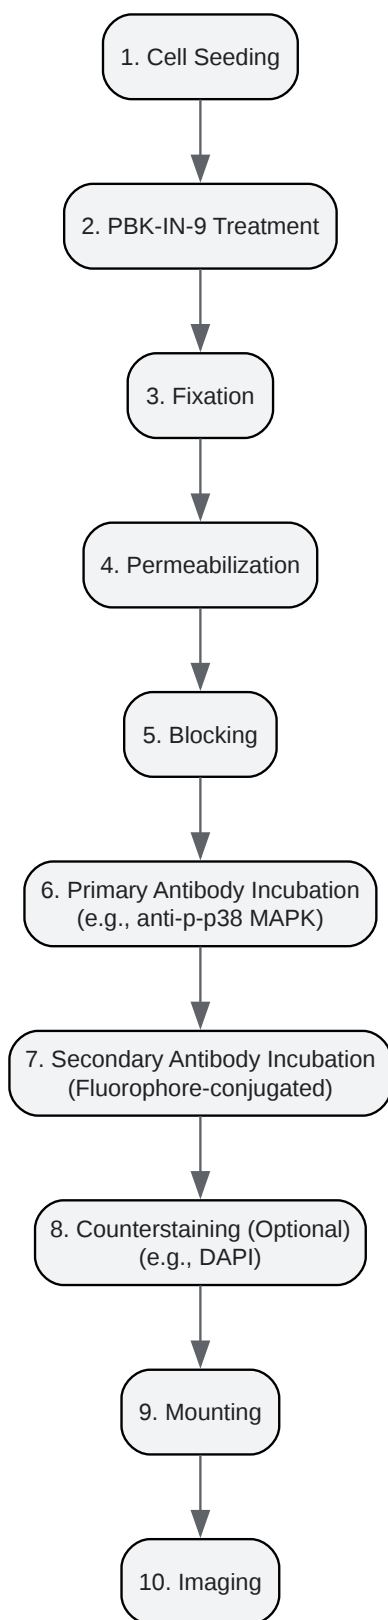 1. Cell Seeding
2. PBK-IN-9 Treatment
3. Fixation
4. Permeabilization
5. Blocking
6. Primary Antibody Incubation
(e.g., anti-p-p38 MAPK)
7. Secondary Antibody Incubation
(Fluorophore-conjugated)
8. Counterstaining (Optional)
(e.g., DAPI)
9. Mounting
10. Imaging